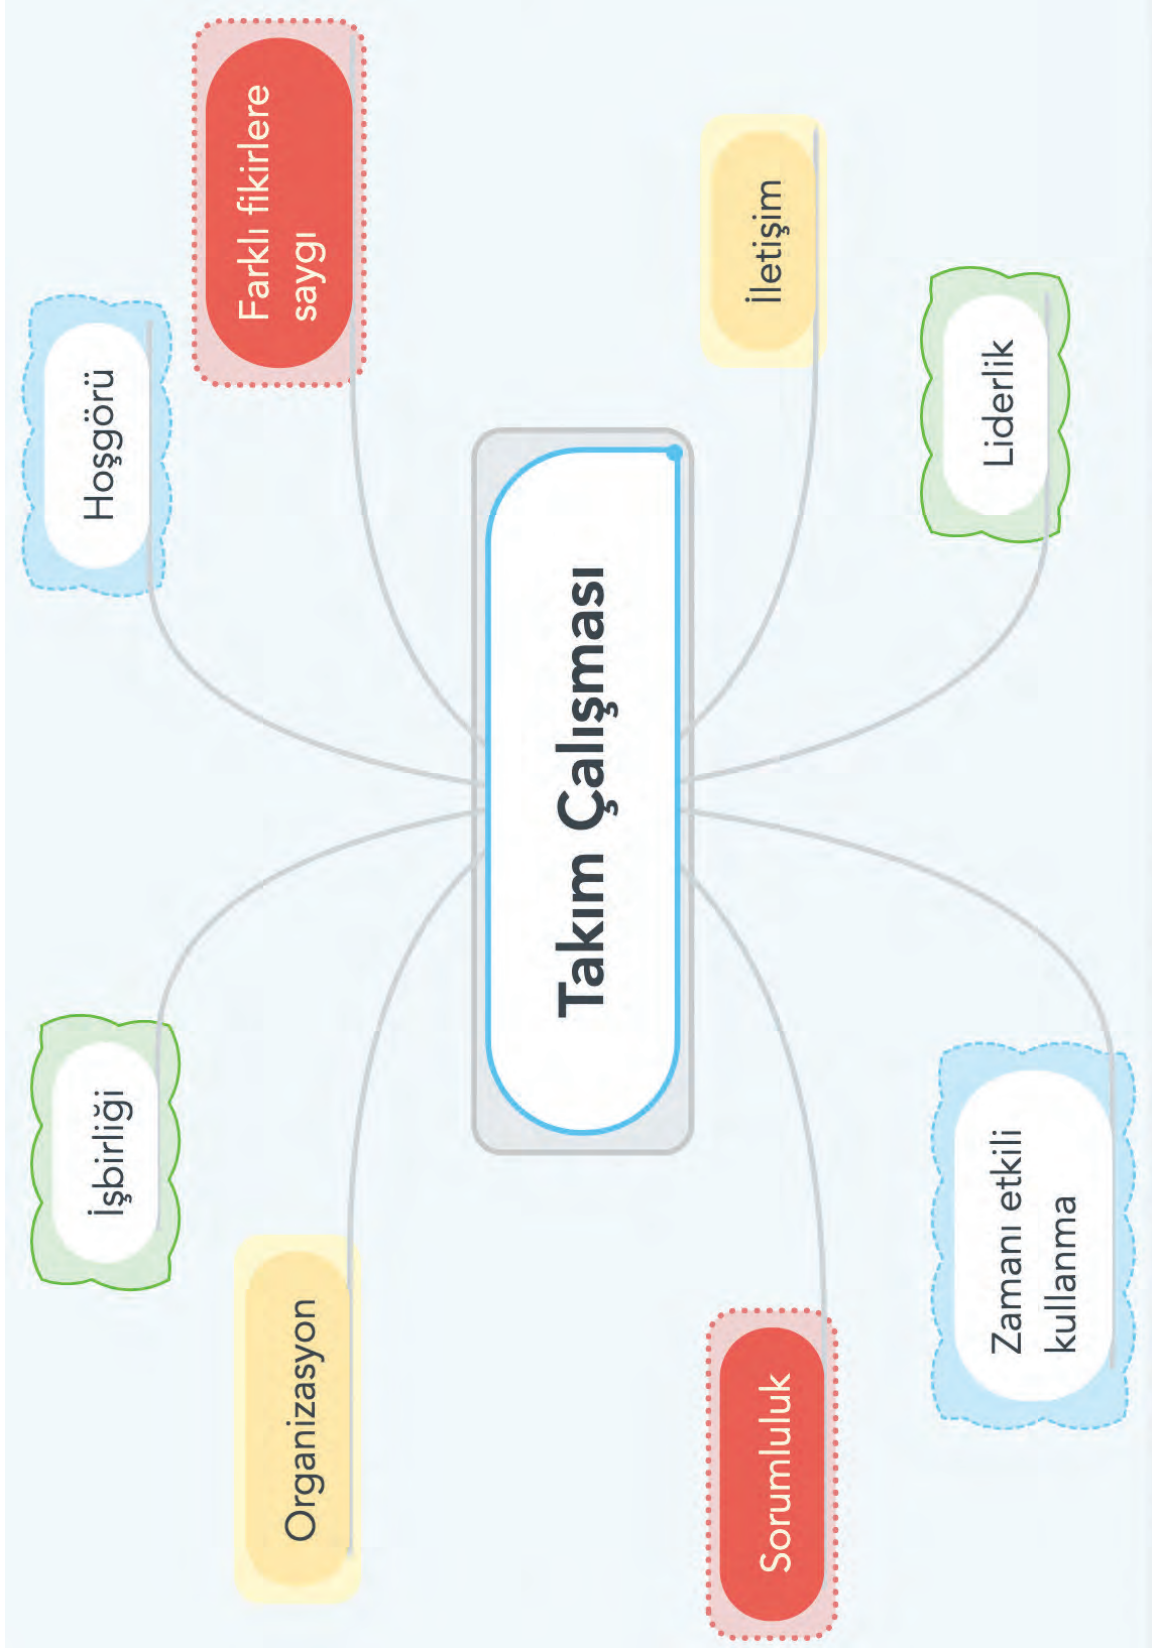 Takım Çalışması
İşbirliği
Hoşgörü
Organizasyon
Farklı fikirlere
saygı
Sorumluluk
İletişim
Zamanı etkili
kullanma
Liderlik